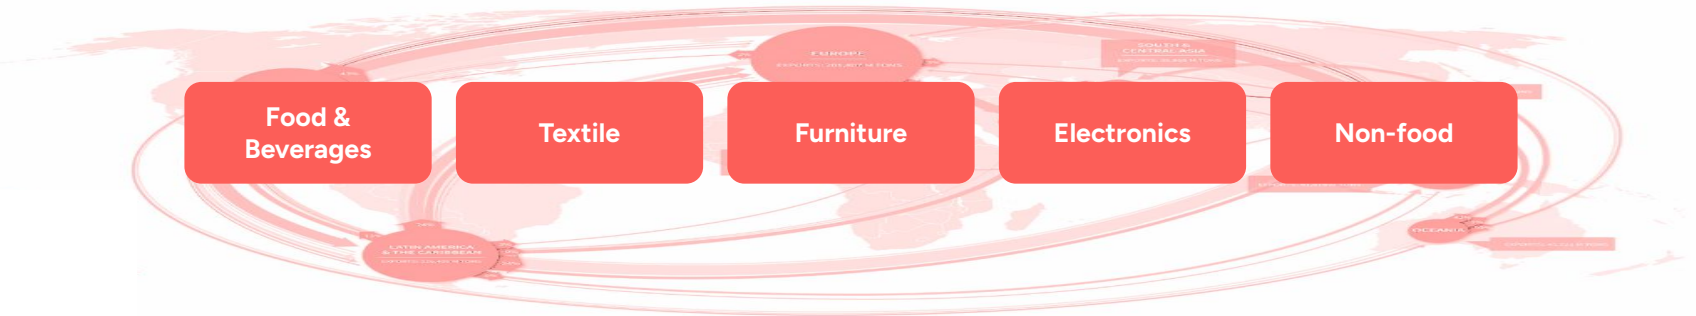 EUROPE
SOUTH &
CENTRAL ASIA
Food &
Beverages
Textile
Furniture
Electronics
Non-food
LATIN AMERICA
& THE CARIBBEAN
OCEANIA